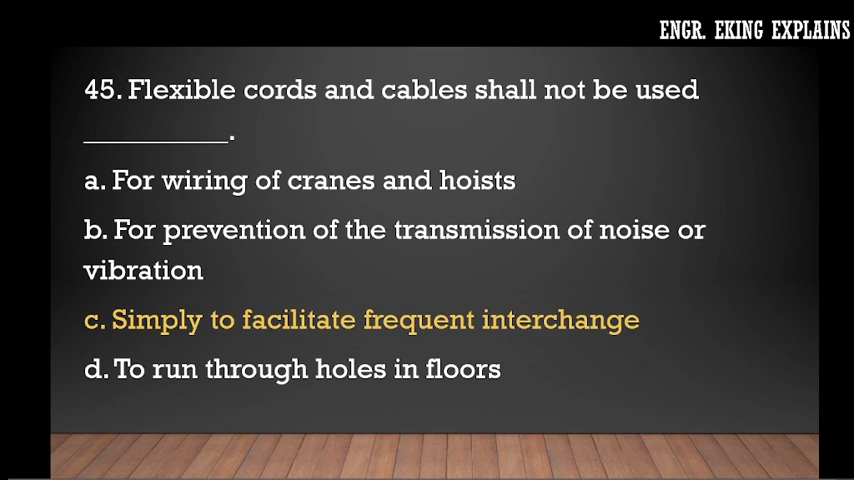 ENGR. EKING EXPLAINS
45. Flexible cords and cables shall not be used
__________.
a. For wiring of cranes and hoists
b. For prevention of the transmission of noise or
vibration
c. Simply to facilitate frequent interchange
d. To run through holes in floors